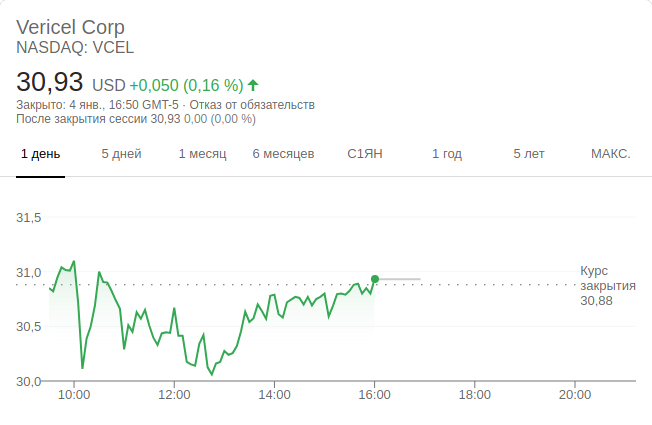 Vericel Corp
NASDAQ: VCEL
30,93 USD +0,050 (0,16 %)
Закрыто: 4 янв., 16:50 GMT-5 · Отказ от обязательств
После закрытия сессии 30,93 0,00 (0,00 %)
1 день 5 дней 1 месяц 6 месяцев С1ЯН 1 год 5 лет МАКС.
31,5
31,0
30,5
30,0
Курс
закрытия
30,88
10:00 12:00 14:00 16:00 18:00 20:00